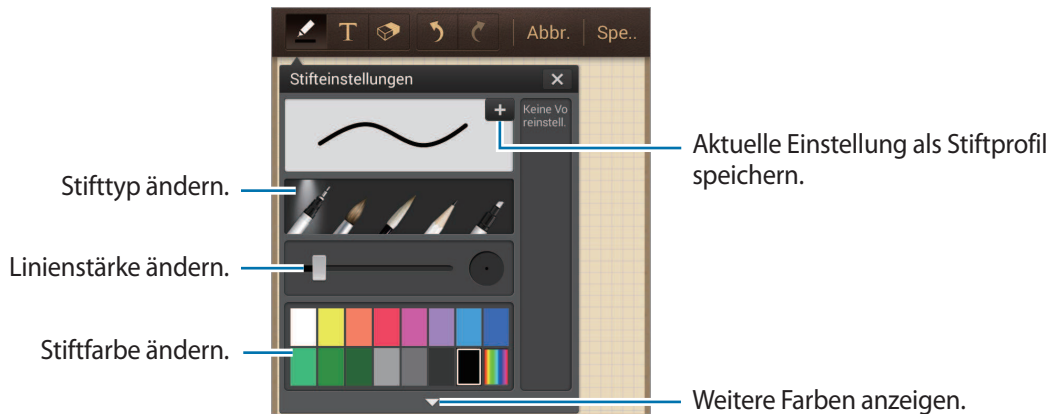 T
Abbr.
Spe..
Stifteinstellungen
Keine Vo
reinstell.
Aktuelle Einstellung als Stiftprofil
speichern.
Stifttyp ändern.
Linienstärke ändern.
Stiftfarbe ändern.
Weitere Farben anzeigen.